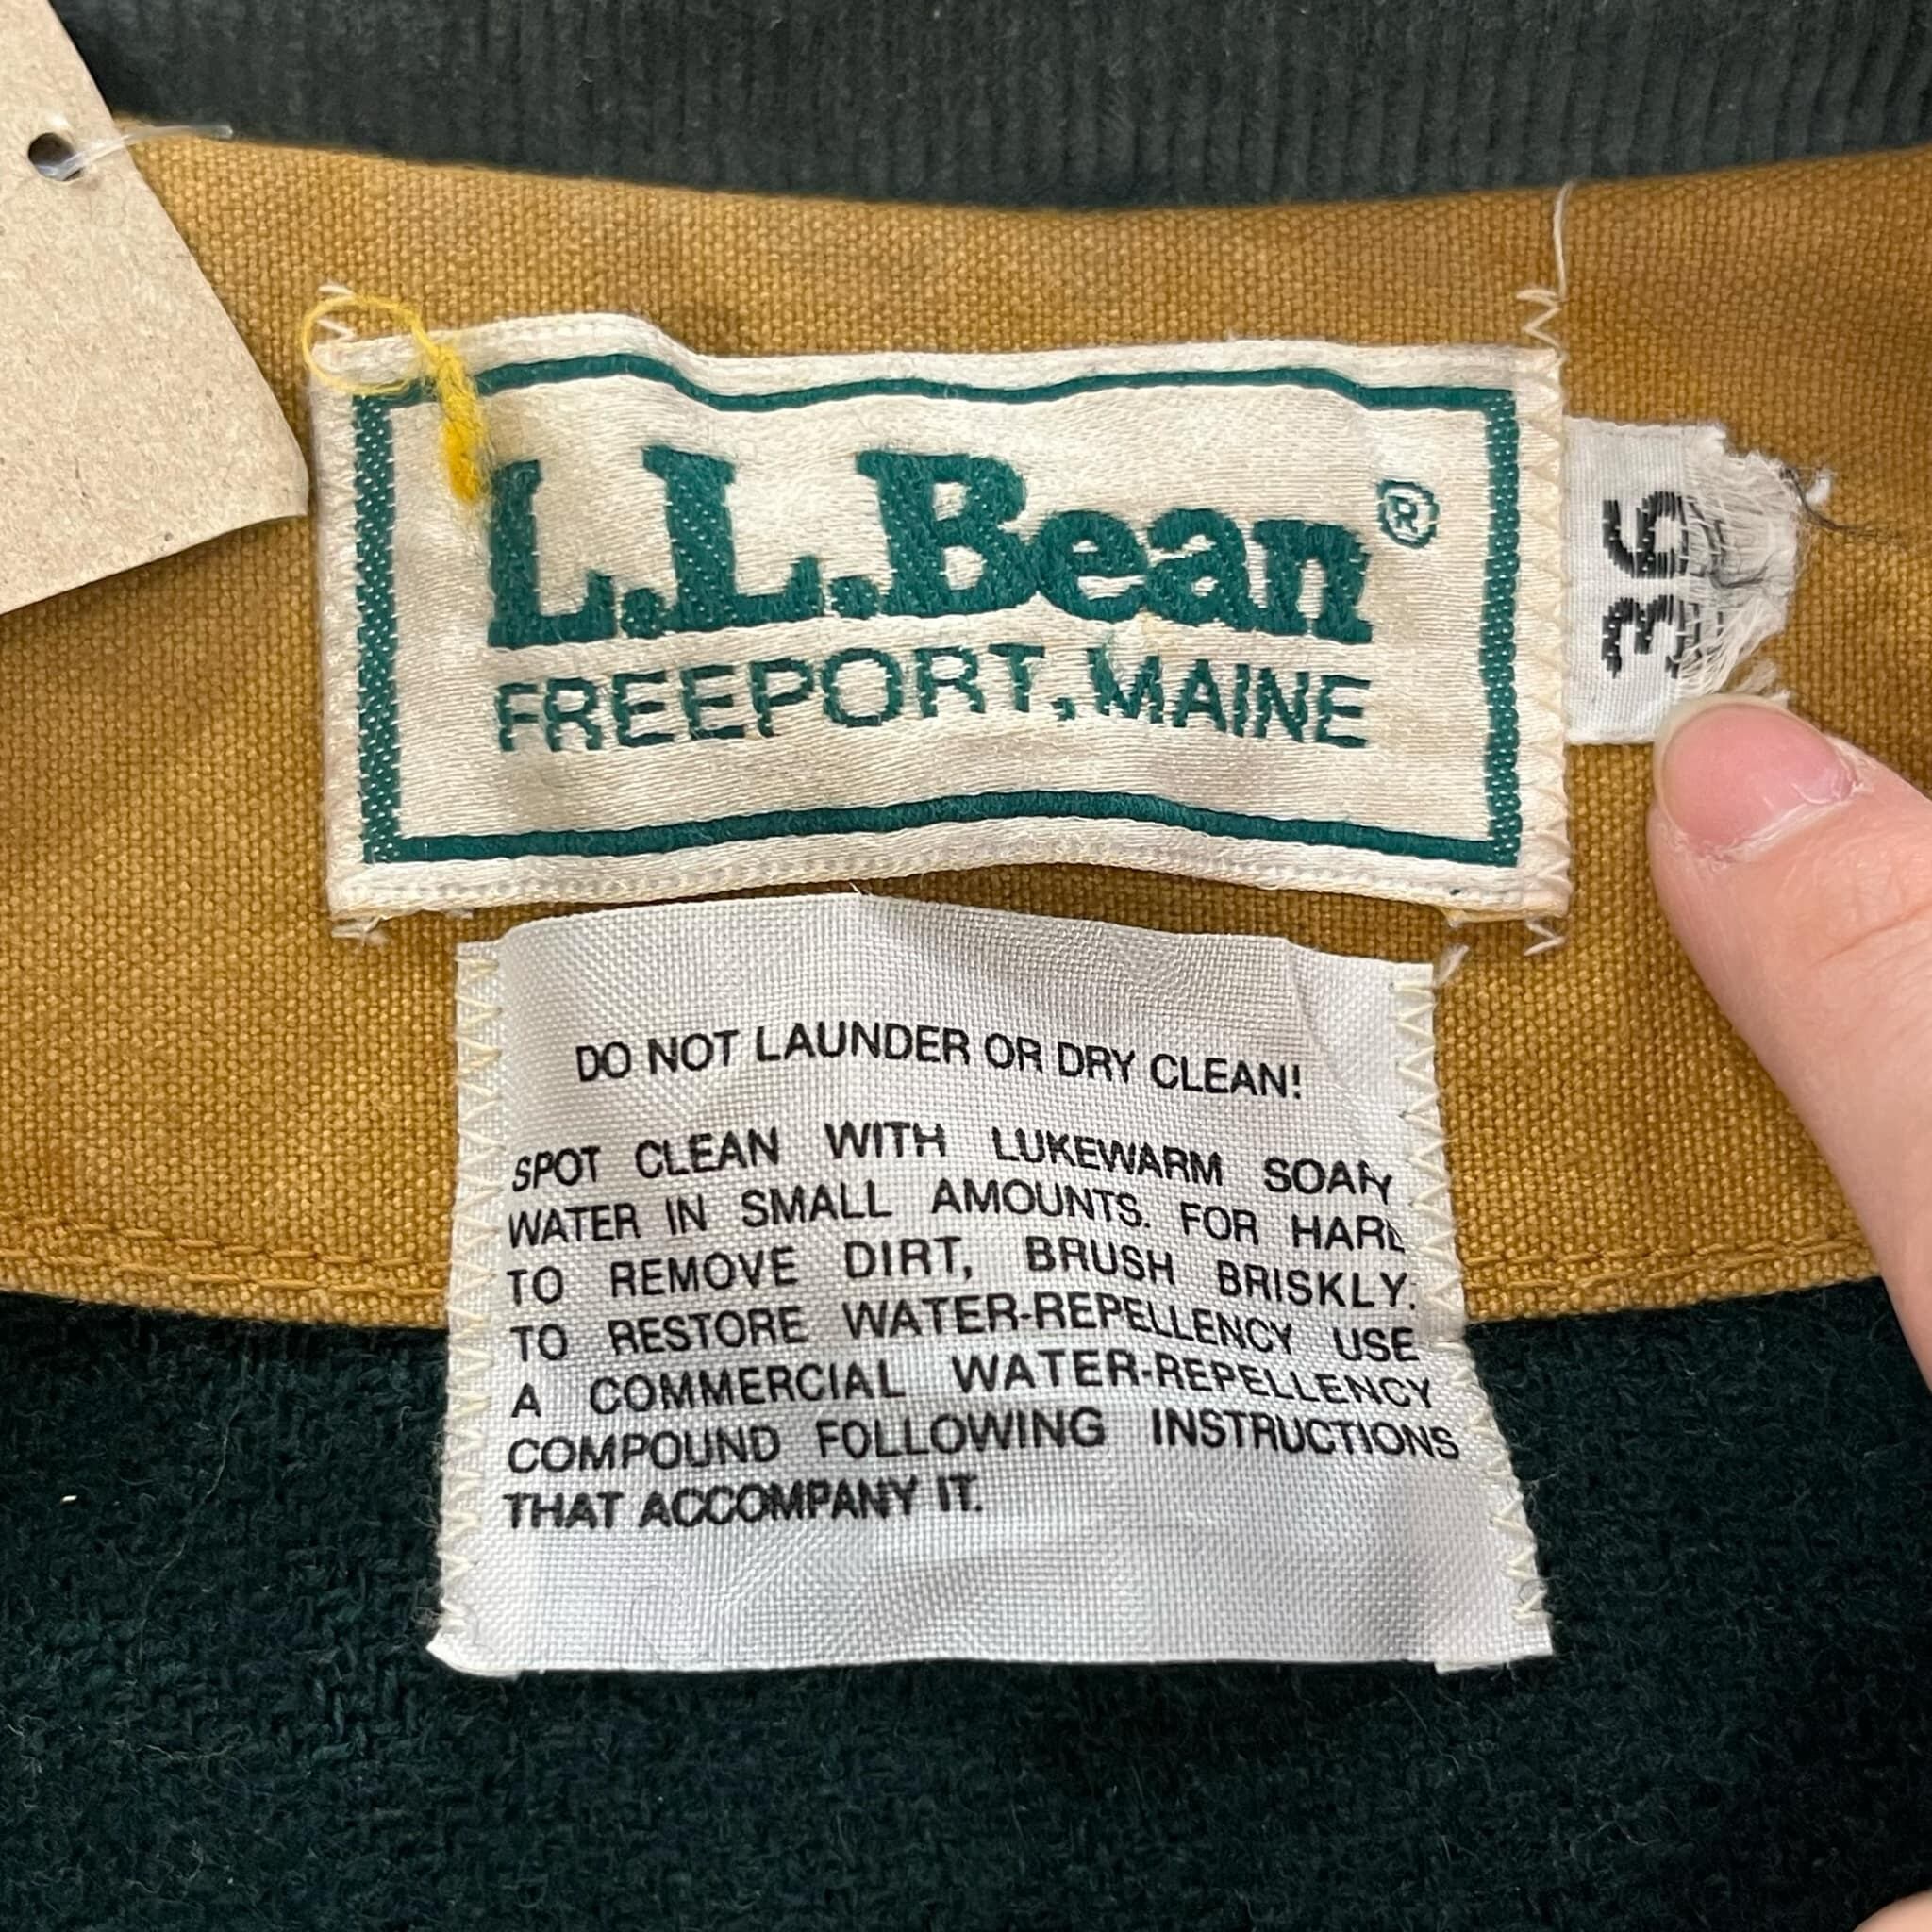 L.L.Bean®
FREEPORT, MAINE
36
DO NOT LAUNDER OR DRY CLEAN!
SPOT CLEAN WITH LUKEWARM
WATER IN SMALL AMOUNTS. FOR
TO REMOVE DIRT, BRUSH BRISKLY.
TO RESTORE WATER-REPELLENCY USE
A COMMERCIAL WATER-REPELLENCY
COMPOUND FOLLOWING INSTRUCTIONS
THAT ACCOMPANY IT.